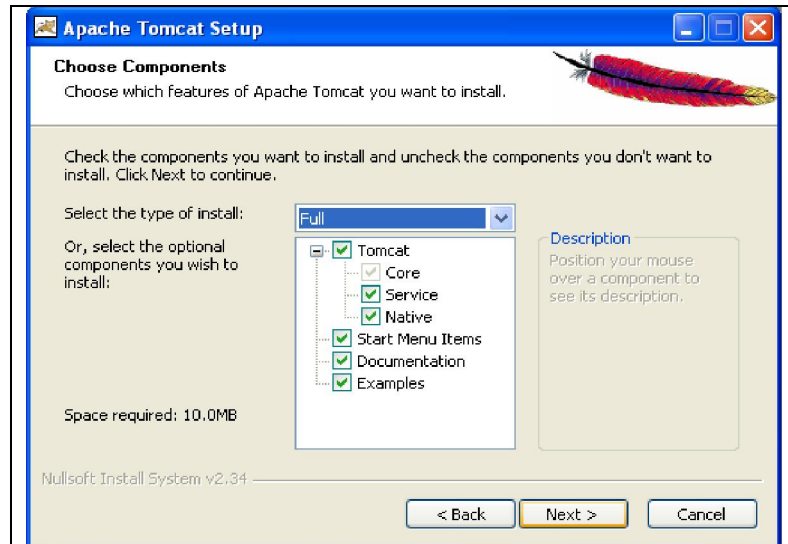 Apache Tomcat Setup
Choose Components
Choose which features of Apache Tomcat you want to install.
Check the components you want to install and uncheck the components you don't want to
install. Click Next to continue.
Select the type of install:
Full
Or, select the optional
components you wish to
install:
Tomcat
Core
Service
Native
Start Menu Items
Documentation
Examples
Description
Position your mouse
over a component to
see its description.
Space required: 10.0MB
Nullsoft Install System v2.34
< Back
Next >
Cancel